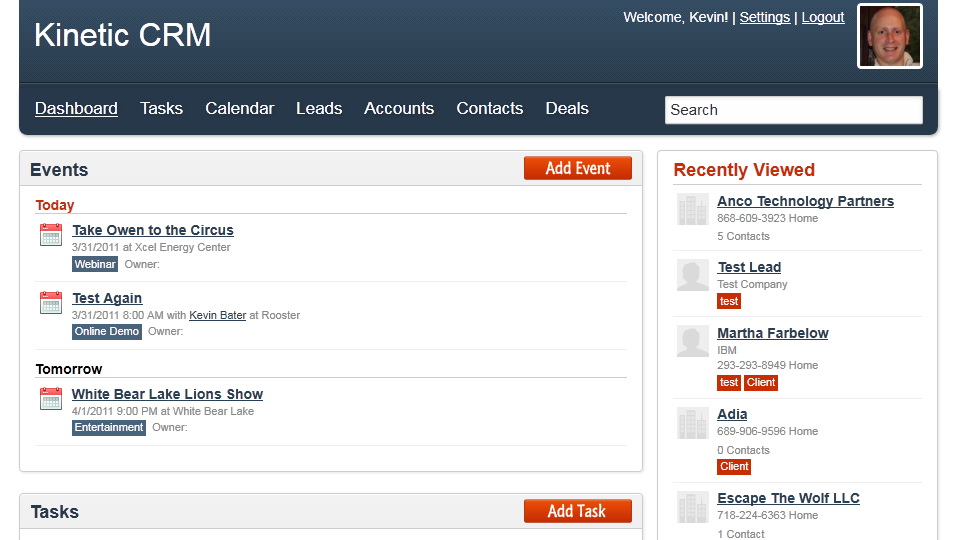 Kinetic CRM
Welcome, Kevin! | Settings | Logout
Dashboard Tasks Calendar Leads Accounts Contacts Deals
Search
Events
Add Event
Today
Take Owen to the Circus
3/31/2011 at Xcel Energy Center
Webinar Owner:
Test Again
3/31/2011 8:00 AM with Kevin Bater at Rooster
Online Demo Owner:
Tomorrow
White Bear Lake Lions Show
4/1/2011 9:00 PM at White Bear Lake
Entertainment Owner:
Tasks
Add Task
Recently Viewed
Anco Technology Partners
868-609-3923 Home
5 Contacts
Test Lead
Test Company
test
Martha Farbelow
IBM
293-293-8949 Home
test Client
Adia
689-906-9596 Home
0 Contacts
Client
Escape The Wolf LLC
718-224-6363 Home
1 Contact